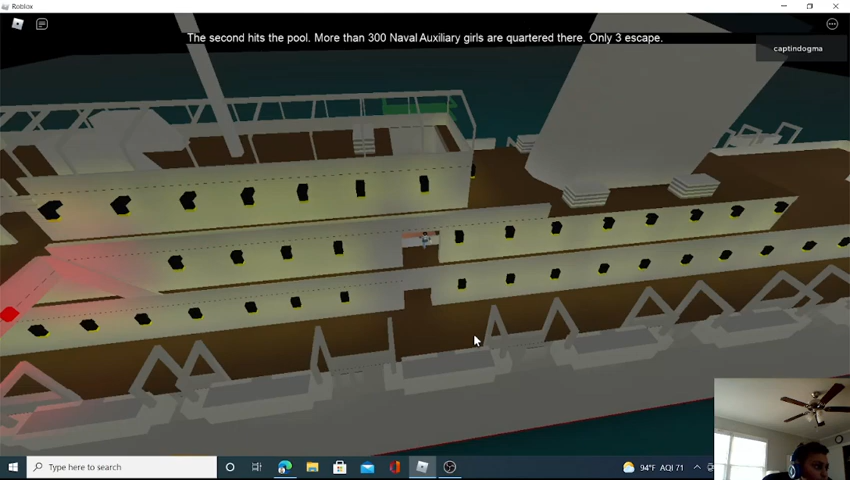 Roblox
The second hits the pool. More than 300 Naval Auxiliary girls are quartered there. Only 3 escape.
captindogma
Type here to search
94°F AQI 71